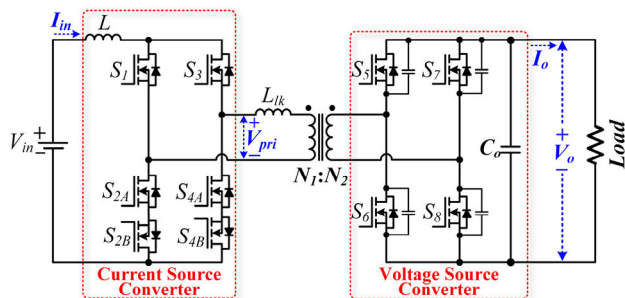 I_in
L
S_1
S_3
S_5
S_7
I_o
L_lk
V_in
+
−
+
V_pri
−
C_o
+
V_o
−
Load
N_1:N_2
S_2A
S_4A
S_6
S_8
S_2B
S_4B
Current Source
Converter
Voltage Source
Converter